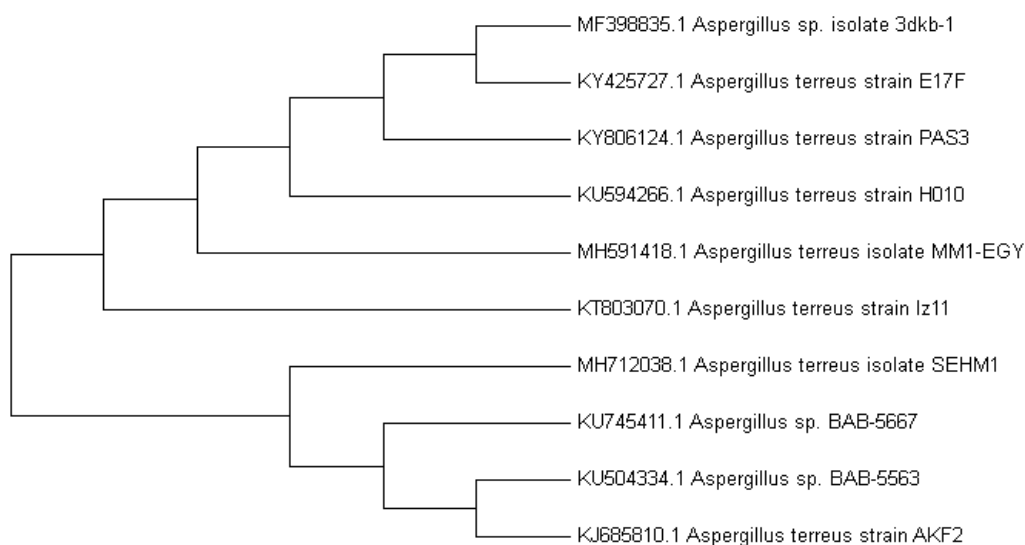 MF398835.1 Aspergillus sp. isolate 3dkb-1
KY425727.1 Aspergillus terreus strain E17F
KY806124.1 Aspergillus terreus strain PAS3
KU594266.1 Aspergillus terreus strain H010
MH591418.1 Aspergillus terreus isolate MM1-EGY
KT803070.1 Aspergillus terreus strain Iz11
MH712038.1 Aspergillus terreus isolate SEHM1
KU745411.1 Aspergillus sp. BAB-5667
KU504334.1 Aspergillus sp. BAB-5563
KJ685810.1 Aspergillus terreus strain AKF2